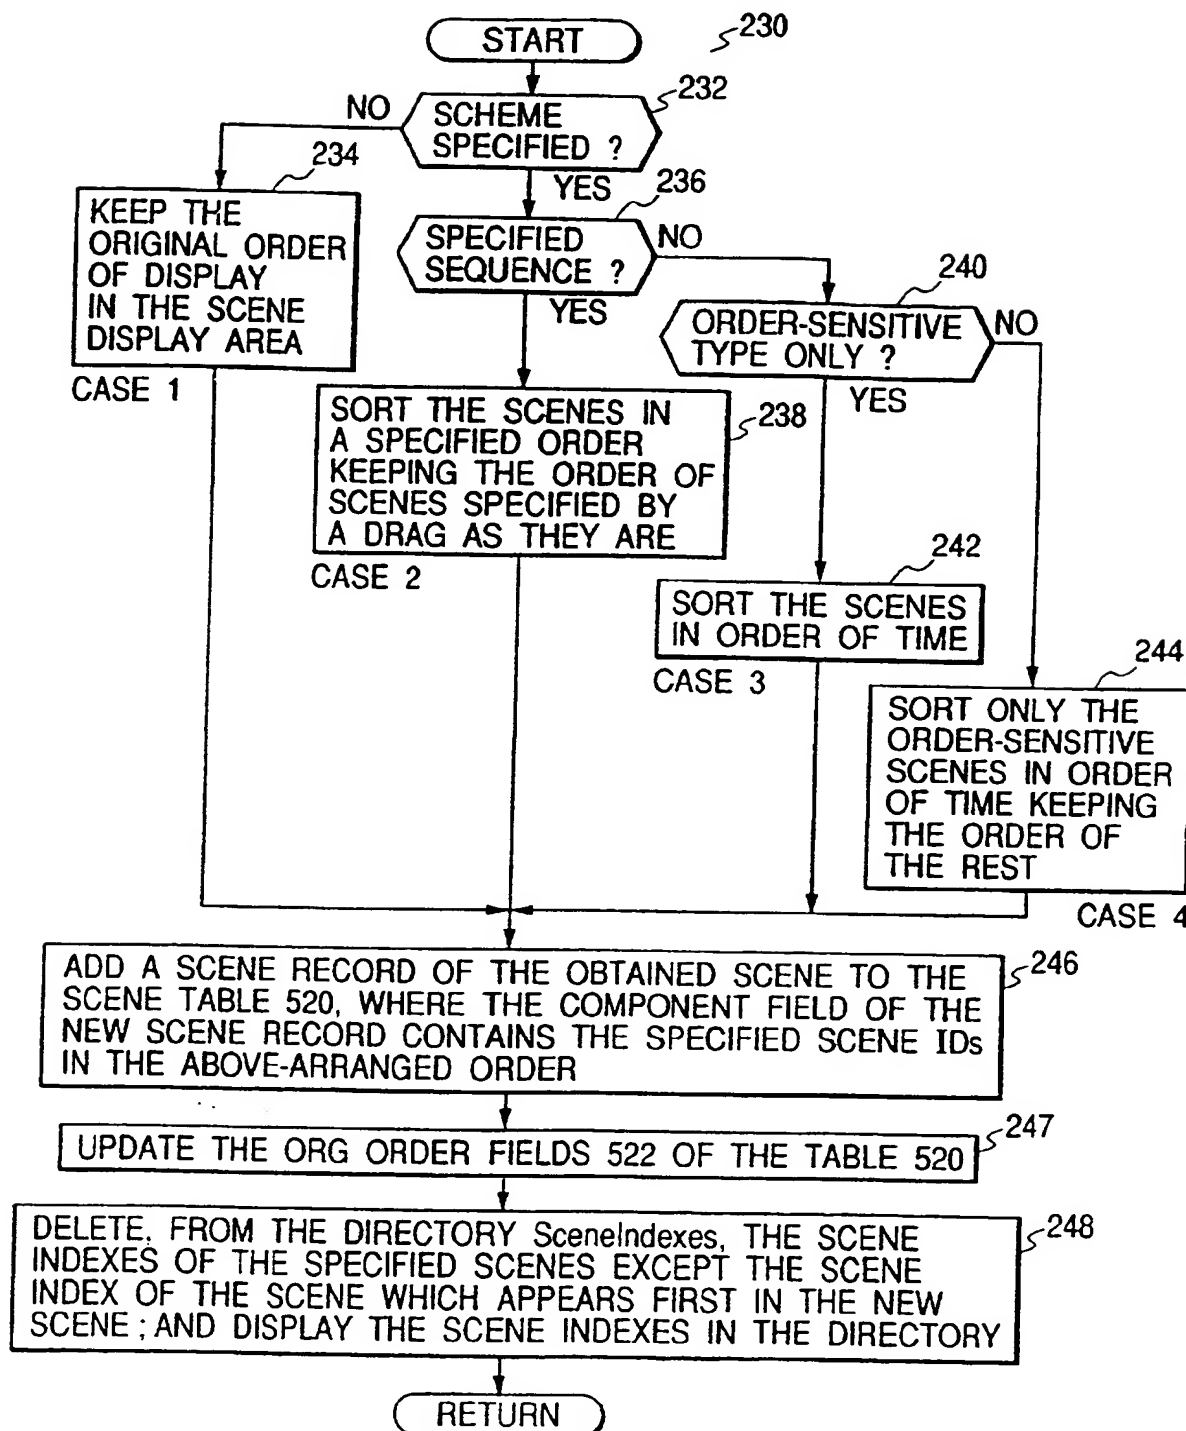 START
230
232
NO
SCHEME
SPECIFIED ?
234
YES
236
KEEP THE
ORIGINAL ORDER
OF DISPLAY
IN THE SCENE
DISPLAY AREA
CASE 1
SPECIFIED
SEQUENCE ?
NO
YES
240
ORDER-SENSITIVE
TYPE ONLY ?
NO
YES
SORT THE SCENES IN
A SPECIFIED ORDER
KEEPING THE ORDER OF
SCENES SPECIFIED BY
A DRAG AS THEY ARE
238
CASE 2
242
SORT THE SCENES
IN ORDER OF TIME
CASE 3
244
SORT ONLY THE
ORDER-SENSITIVE
SCENES IN ORDER
OF TIME KEEPING
THE ORDER OF
THE REST
CASE 4
ADD A SCENE RECORD OF THE OBTAINED SCENE TO THE
SCENE TABLE 520, WHERE THE COMPONENT FIELD OF THE
NEW SCENE RECORD CONTAINS THE SPECIFIED SCENE IDs
IN THE ABOVE-ARRANGED ORDER
246
UPDATE THE ORG ORDER FIELDS 522 OF THE TABLE 520
247
DELETE, FROM THE DIRECTORY SceneIndexes, THE SCENE
INDEXES OF THE SPECIFIED SCENES EXCEPT THE SCENE
INDEX OF THE SCENE WHICH APPEARS FIRST IN THE NEW
SCENE ; AND DISPLAY THE SCENE INDEXES IN THE DIRECTORY
248
RETURN